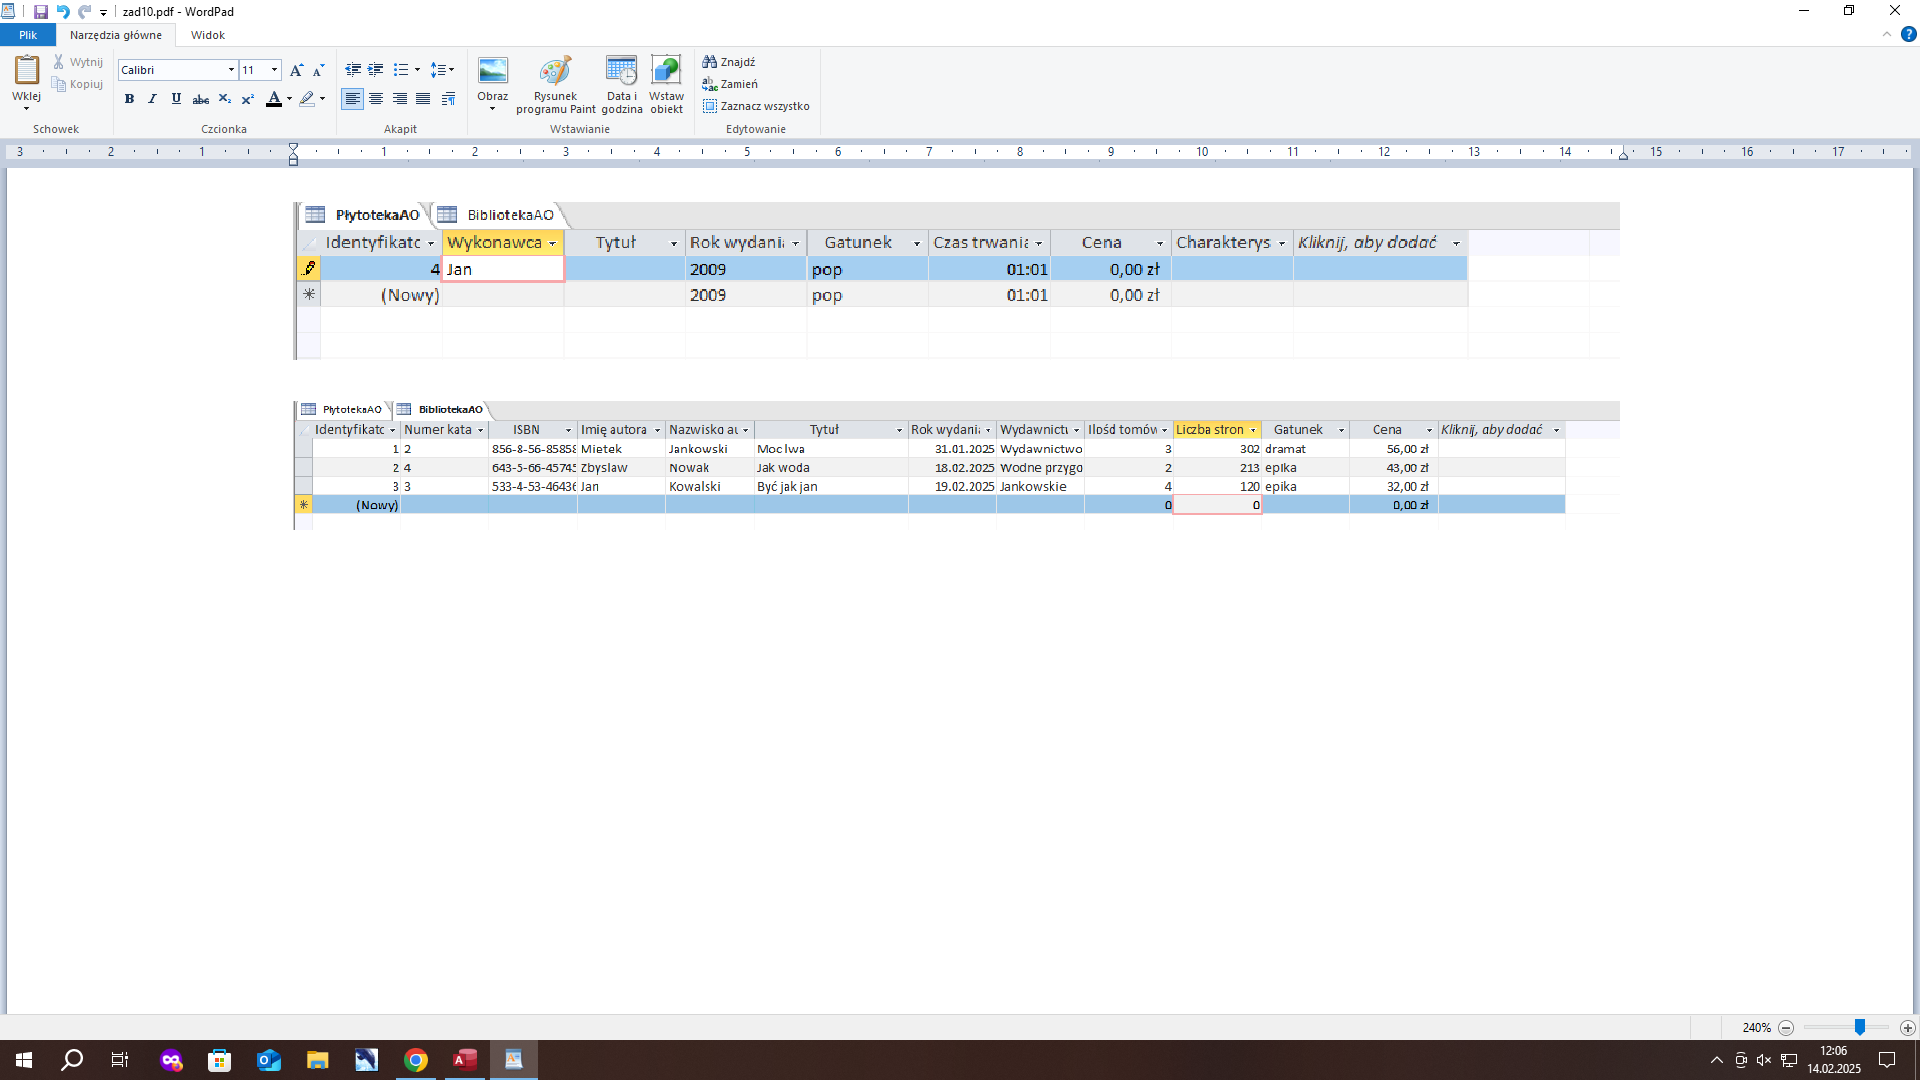 zad10.pdf - WordPad
Plik Narzędzia główne Widok
Wklej Wytnij Kopiuj Calibri 11 Obraz Rysunek programu Paint Data i godzina Wstaw obiekt Znajdź Zamień Zaznacz wszystko
Schowek Czcionka Akapit Wstawianie Edytowanie
3 2 1 1 2 3 4 5 6 7 8 9 10 11 12 13 14 15 16 17
PłytotekaAO BibliotekaAO
Identyfikatc Wykonawca Tytuł Rok wydani Gatunek Czas trwania Cena Charakterys Kliknij, aby dodać
4 Jan 2009 pop 01:01 0,00 zł
(Nowy) 2009 pop 01:01 0,00 zł
PłytotekaAO BibliotekaAO
Identyfikatc Numer kata ISBN Imię autora Nazwisko au Tytuł Rok wydani Wydawnictw Ilość tomów Liczba stron Gatunek Cena Kliknij, aby dodać
1 2 856-8-56-85858 Mietek Jankowski Moc lwa 31.01.2025 Wydawnictwo 3 302 dramat 56,00 zł
2 4 643-5-66-45745 Zbyslaw Nowak Jak woda 18.02.2025 Wodne przygo 2 213 epika 43,00 zł
3 3 533-4-53-46436 Jan Kowalski Być jak jan 19.02.2025 Jankowskie 4 120 epika 32,00 zł
(Nowy) 0 0 0,00 zł
240%
12:06
14.02.2025